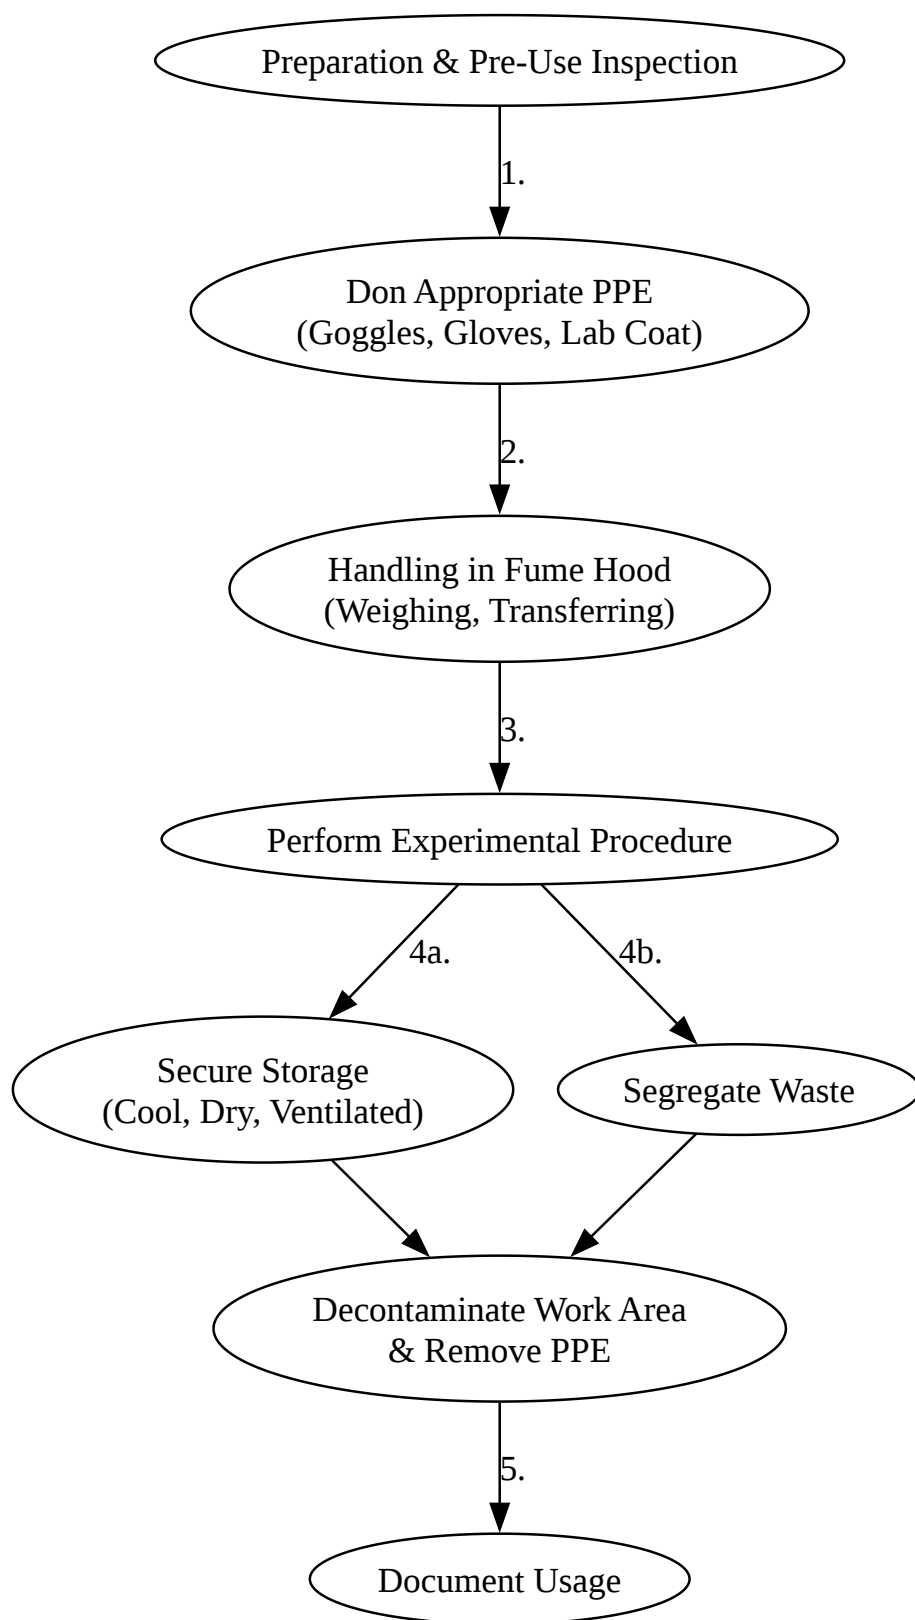 Preparation & Pre-Use Inspection
1.
Don Appropriate PPE
(Goggles, Gloves, Lab Coat)
2.
Handling in Fume Hood
(Weighing, Transferring)
3.
Perform Experimental Procedure
4a.
4b.
Secure Storage
(Cool, Dry, Ventilated)
Segregate Waste
Decontaminate Work Area
& Remove PPE
5.
Document Usage